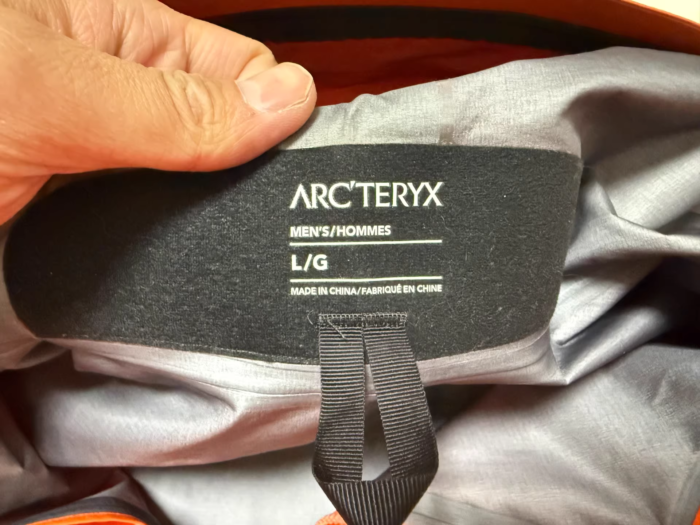 ARC'TERYX
MEN'S/HOMMES
L/G
MADE IN CHINA/FABRIQUÉ EN CHINE